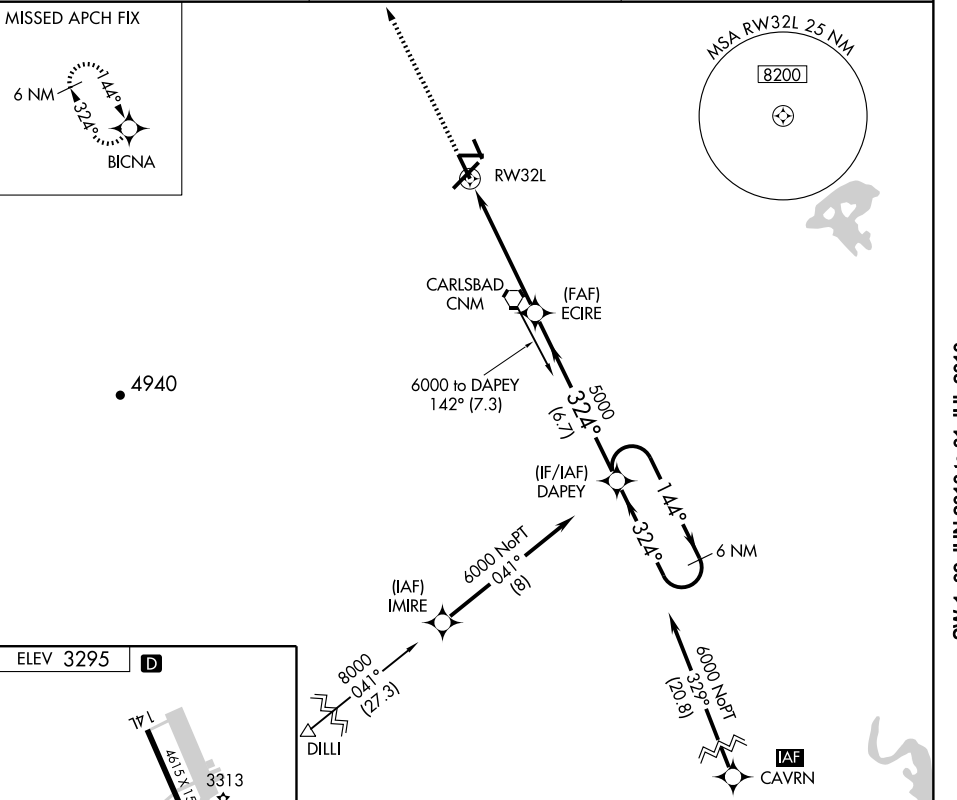 MISSED APCH FIX
6 NM
144°
324°
BICNA
MSA RW32L 25 NM
8200
RW32L
CARLSBAD
CNM
(FAF)
ECIRE
4940
6000 to DAPEY
142° (7.3)
5000
324°
(6.7)
(IF/IAF)
DAPEY
144°
324°
6 NM
6000 NoPT
041°
(8)
(IAF)
IMIRE
8000
041°
(27.3)
DILLI
6000 NoPT
329°
(20.8)
IAF
CAVRN
ELEV 3295
D
14L
3313